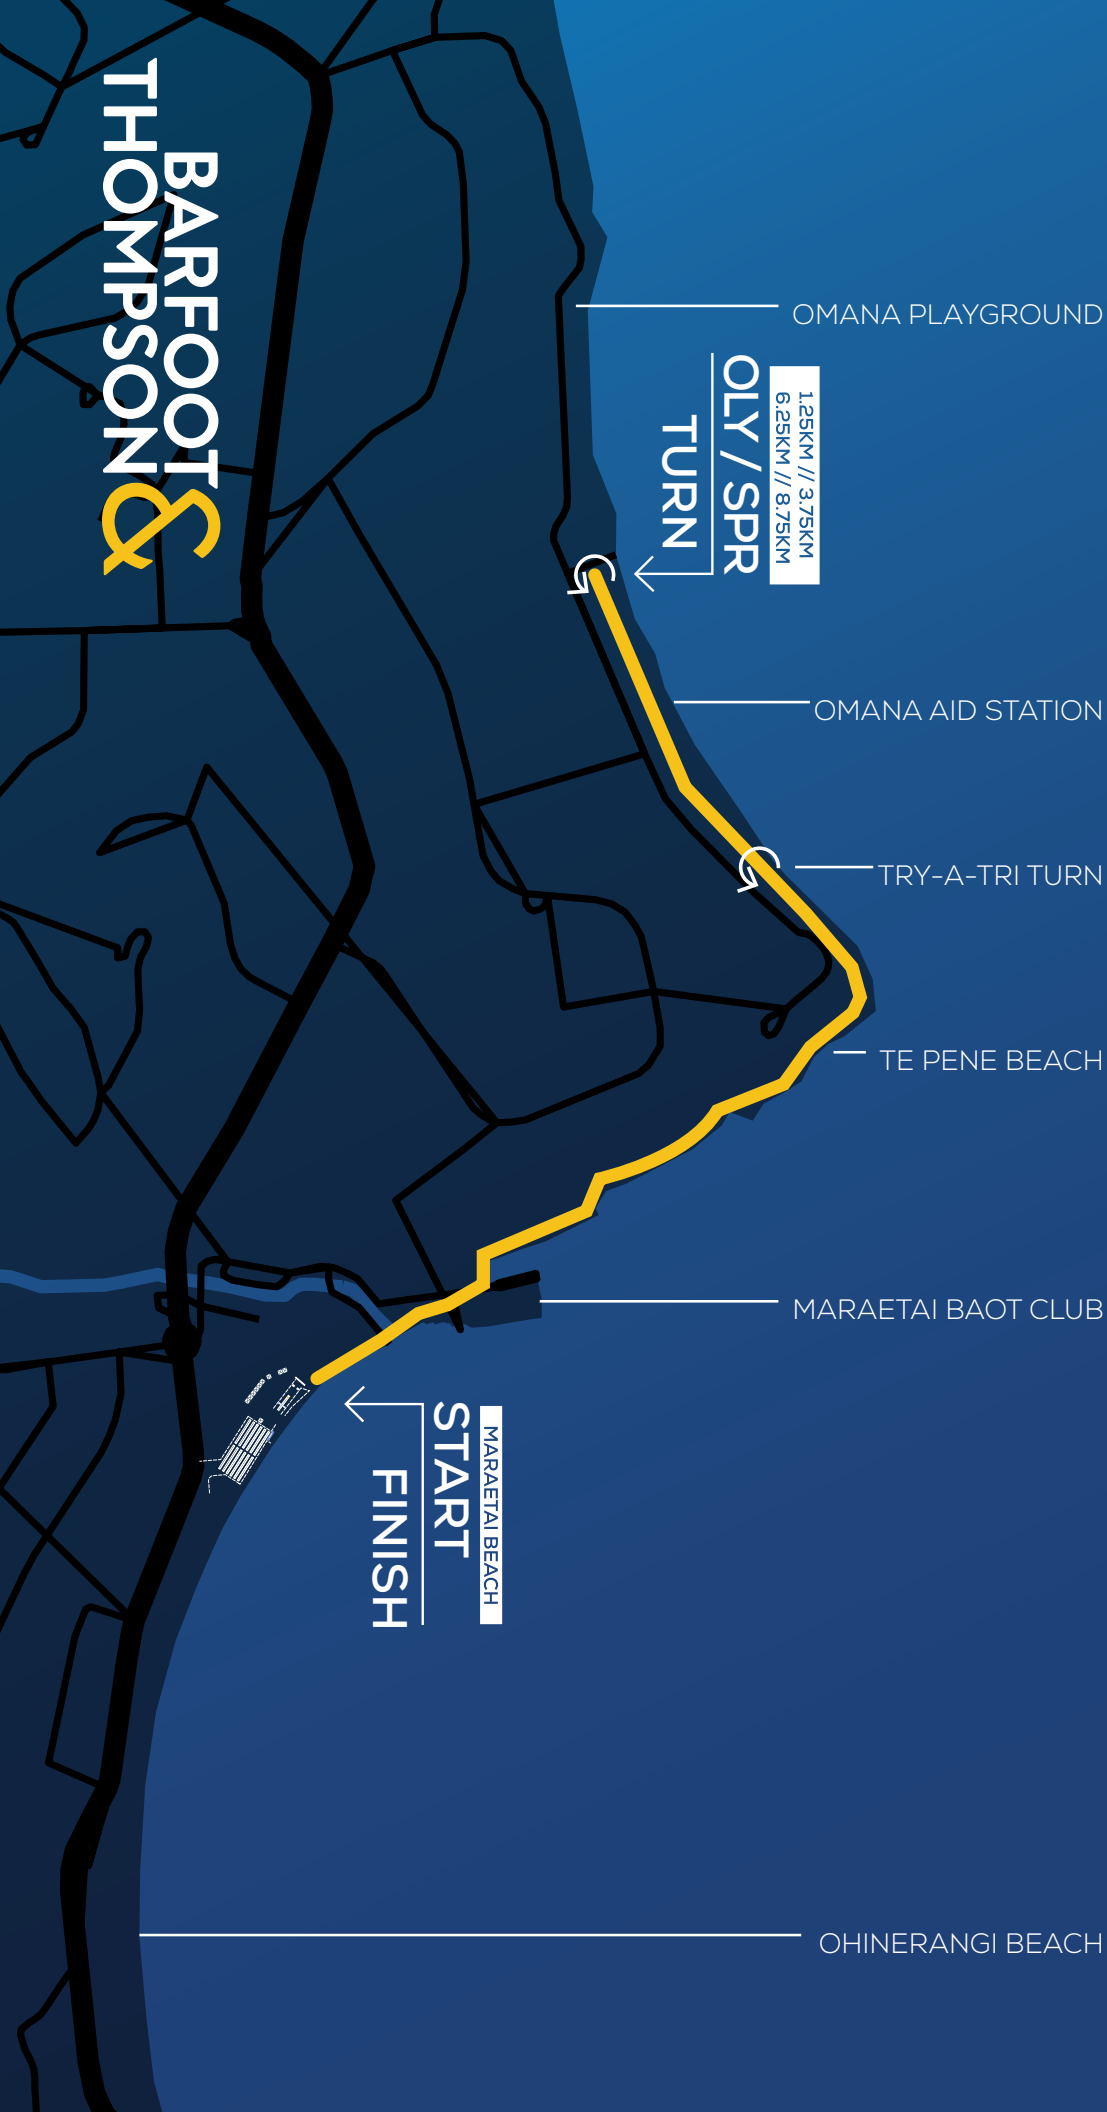 BARFOOT
& THOMPSON
OMANA PLAYGROUND
1.25KM // 3.75KM
6.25KM // 8.75KM
OLY / SPR
TURN
OMANA AID STATION
TRY-A-TRI TURN
TE PENE BEACH
MARAETAI BAOT CLUB
MARAETAI BEACH
START
FINISH
OHINERANGI BEACH